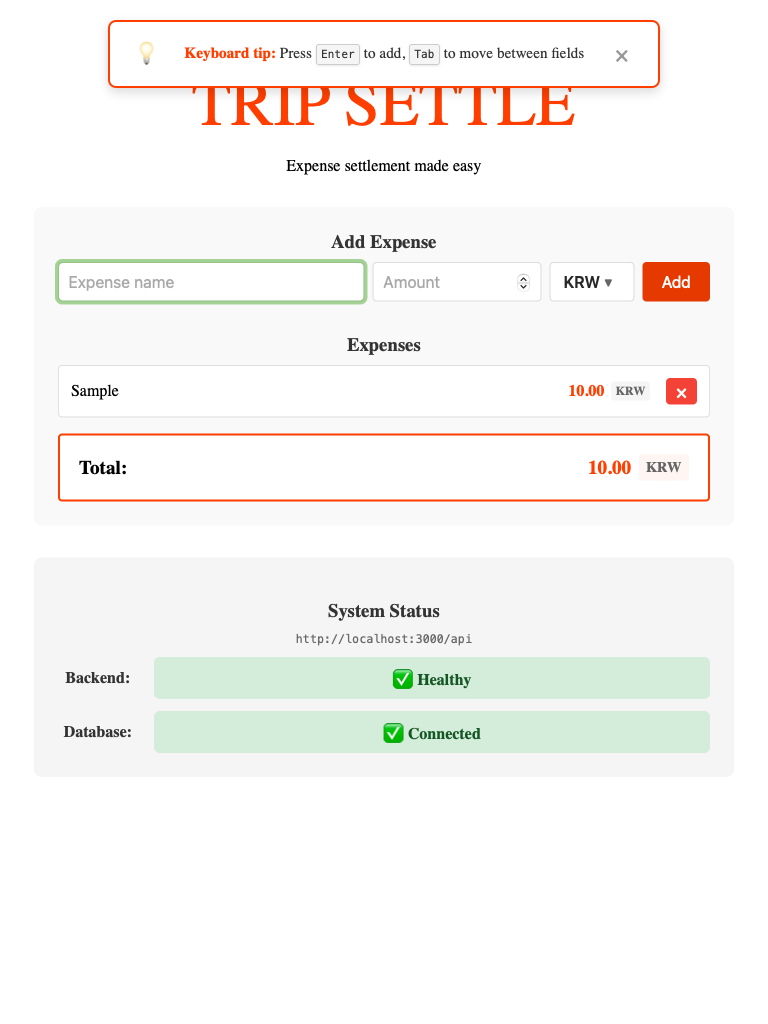 Keyboard tip: Press Enter to add, Tab to move between fields ×
TRIP SETTLE
Expense settlement made easy
Add Expense
Expense name Amount KRW ▼ Add
Expenses
Sample 10.00 KRW ×
Total: 10.00 KRW
System Status
http://localhost:3000/api
Backend: ✅ Healthy
Database: ✅ Connected